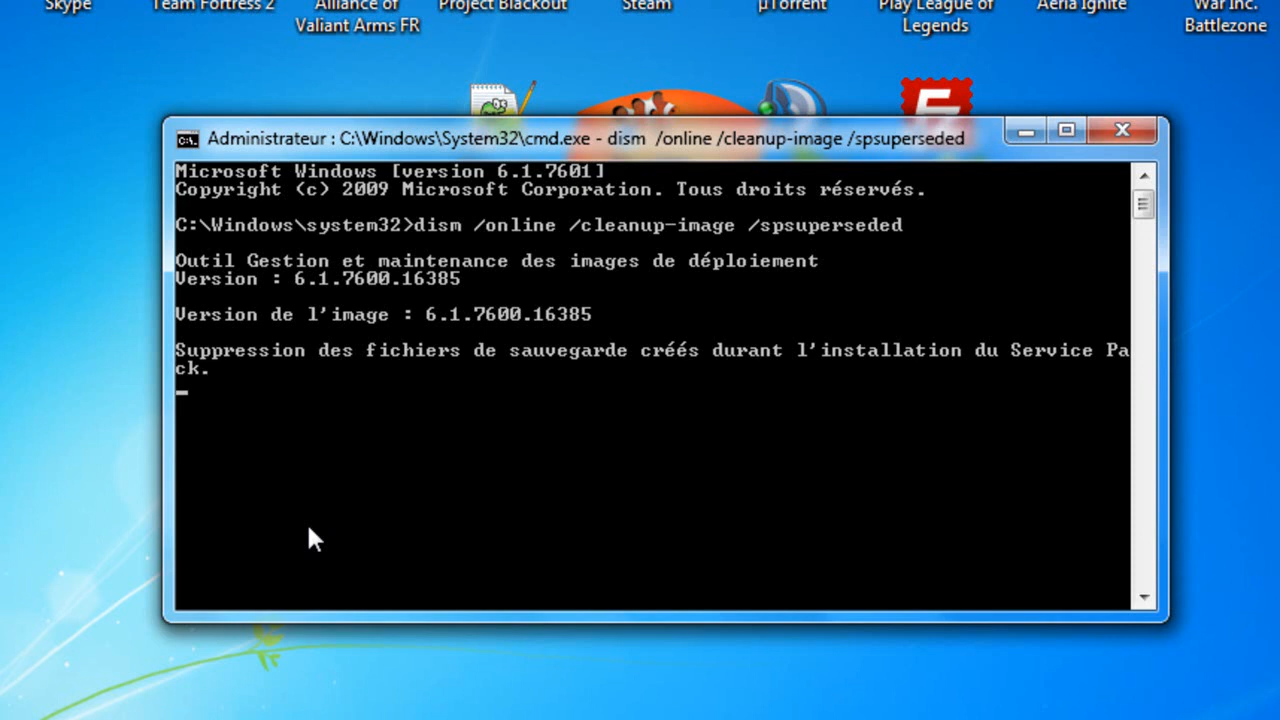 Skype Team Fortress 2 Alliance of Project Blackout Steam µTorrent Play League of Aeria Ignite War Inc.
Valiant Arms FR Legends Battlezone
Administrateur : C:\Windows\System32\cmd.exe - dism /online /cleanup-image /spsuperseded
Microsoft Windows [version 6.1.7601]
Copyright (c) 2009 Microsoft Corporation. Tous droits réservés.
C:\Windows\system32>dism /online /cleanup-image /spsuperseded
Outil Gestion et maintenance des images de déploiement
Version : 6.1.7600.16385
Version de l'image : 6.1.7600.16385
Suppression des fichiers de sauvegarde créés durant l'installation du Service Pa
ck.